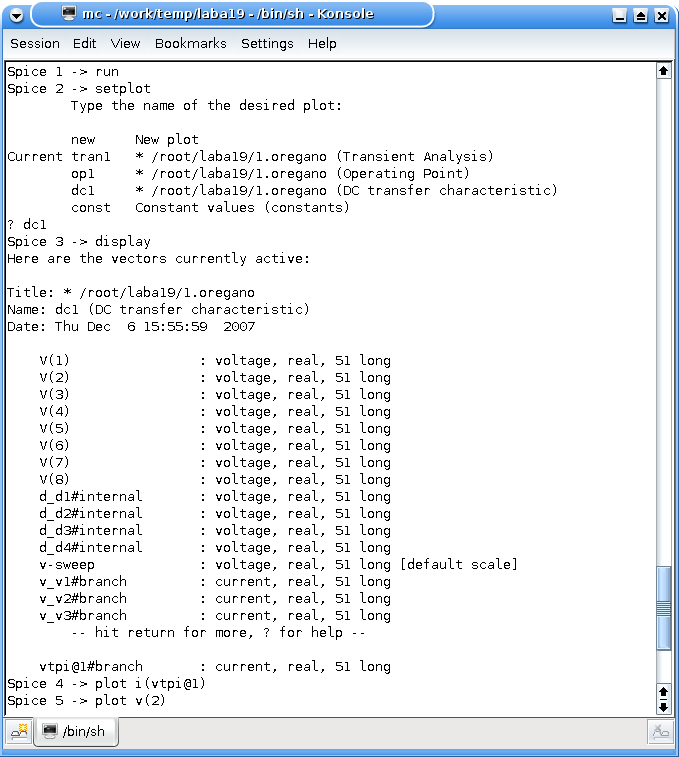 mc - /work/temp/laba19 - /bin/sh - Konsole
Session Edit View Bookmarks Settings Help
Spice 1 -> run
Spice 2 -> setplot
        Type the name of the desired plot:

        new     New plot
Current tran1   * /root/laba19/1.oregano (Transient Analysis)
        op1     * /root/laba19/1.oregano (Operating Point)
        dc1     * /root/laba19/1.oregano (DC transfer characteristic)
        const   Constant values (constants)
? dc1
Spice 3 -> display
Here are the vectors currently active:

Title: * /root/laba19/1.oregano
Name: dc1 (DC transfer characteristic)
Date: Thu Dec  6 15:55:59  2007

    V(1)                : voltage, real, 51 long
    V(2)                : voltage, real, 51 long
    V(3)                : voltage, real, 51 long
    V(4)                : voltage, real, 51 long
    V(5)                : voltage, real, 51 long
    V(6)                : voltage, real, 51 long
    V(7)                : voltage, real, 51 long
    V(8)                : voltage, real, 51 long
    d_d1#internal       : voltage, real, 51 long
    d_d2#internal       : voltage, real, 51 long
    d_d3#internal       : voltage, real, 51 long
    d_d4#internal       : voltage, real, 51 long
    v-sweep             : voltage, real, 51 long [default scale]
    v_v1#branch         : current, real, 51 long
    v_v2#branch         : current, real, 51 long
    v_v3#branch         : current, real, 51 long
        -- hit return for more, ? for help --

    vtpi@1#branch       : current, real, 51 long
Spice 4 -> plot i(vtpi@1)
Spice 5 -> plot v(2)
/bin/sh